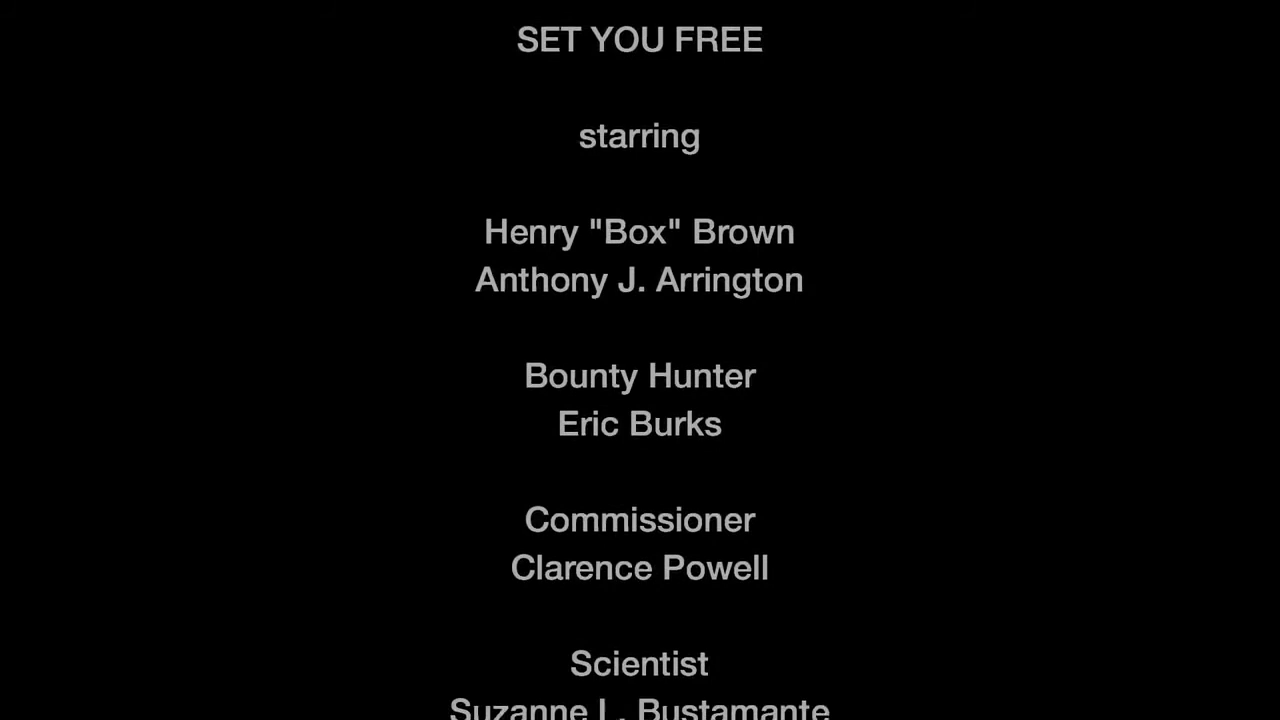 SET YOU FREE
starring
Henry "Box" Brown
Anthony J. Arrington
Bounty Hunter
Eric Burks
Commissioner
Clarence Powell
Scientist
Suzanne L. Bustamante